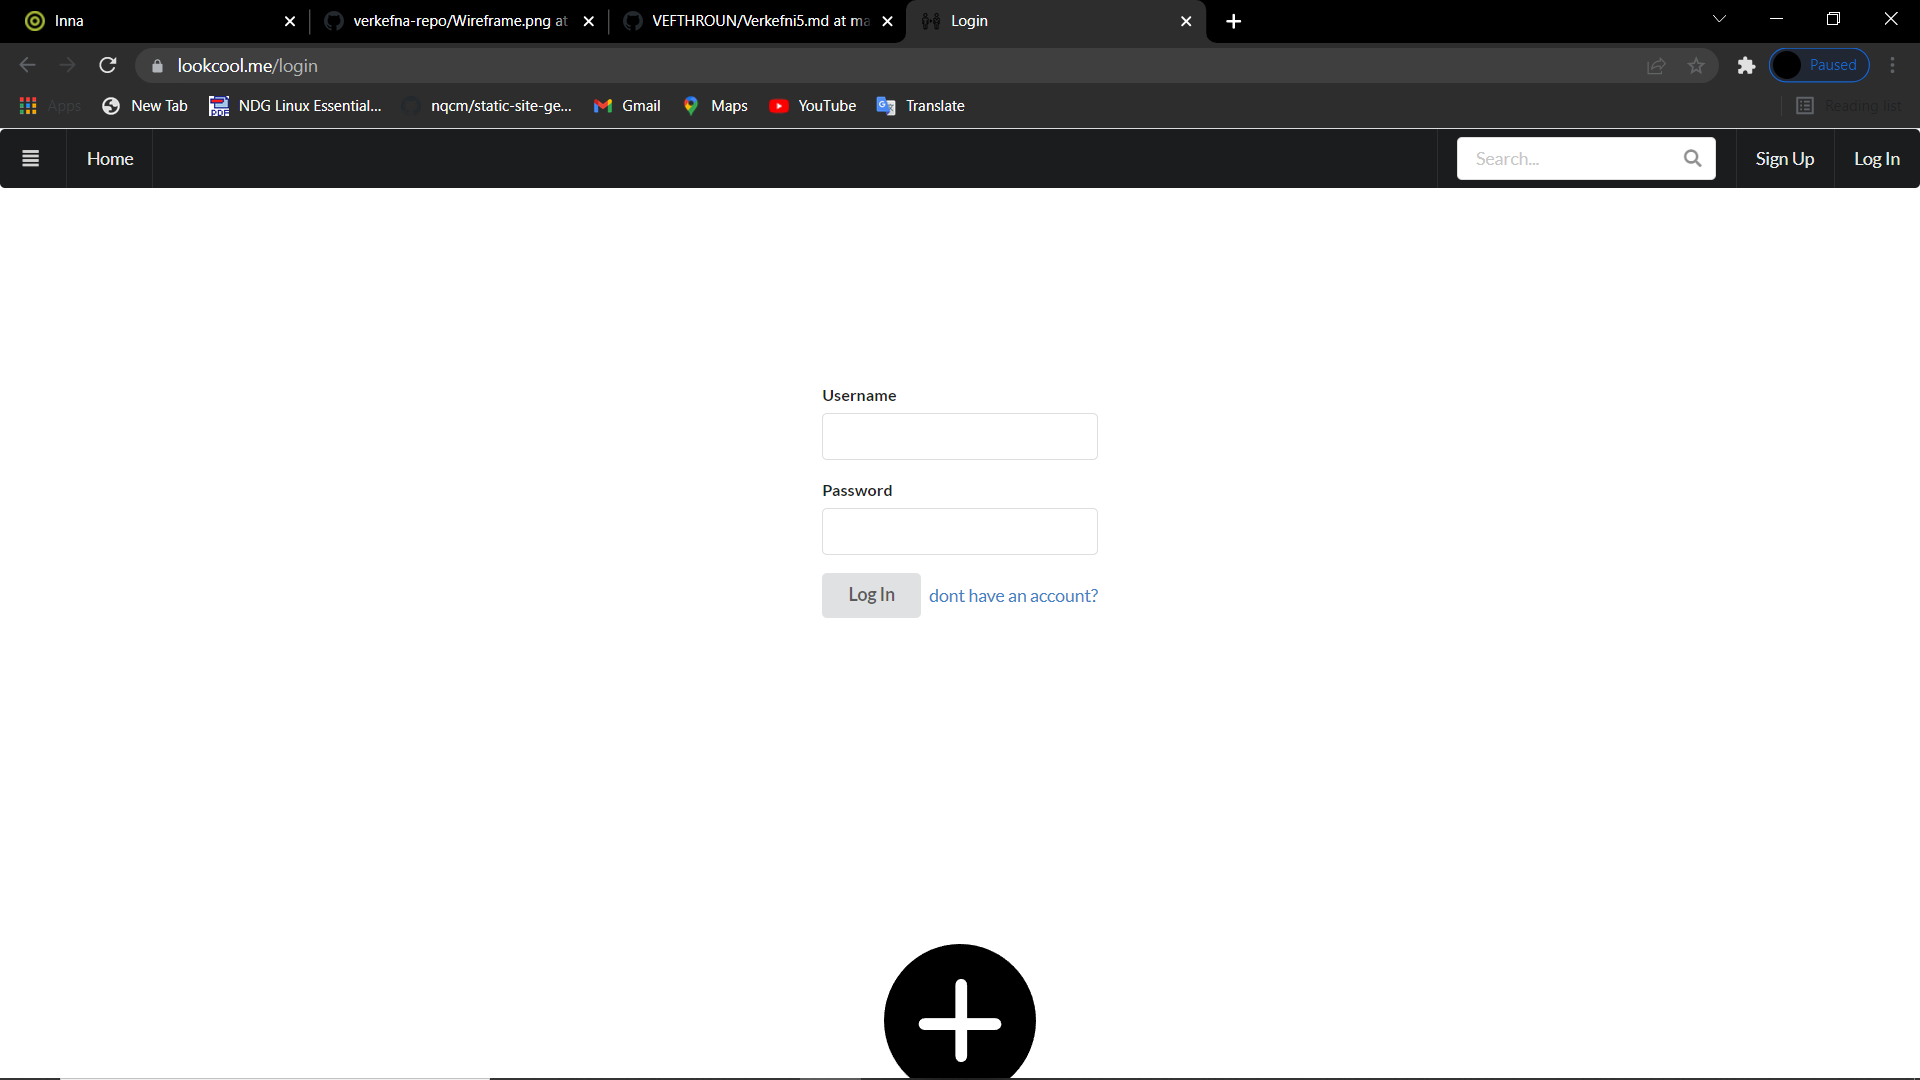 Inna
verkefna-repo/Wireframe.png at
VEFTHROUN/Verkefni5.md at ma
Login
lookcool.me/login
Paused
Apps
New Tab
NDG Linux Essential...
nqcm/static-site-ge...
Gmail
Maps
YouTube
Translate
Reading list
Home
Search...
Sign Up
Log In
Username
Password
Log In
dont have an account?